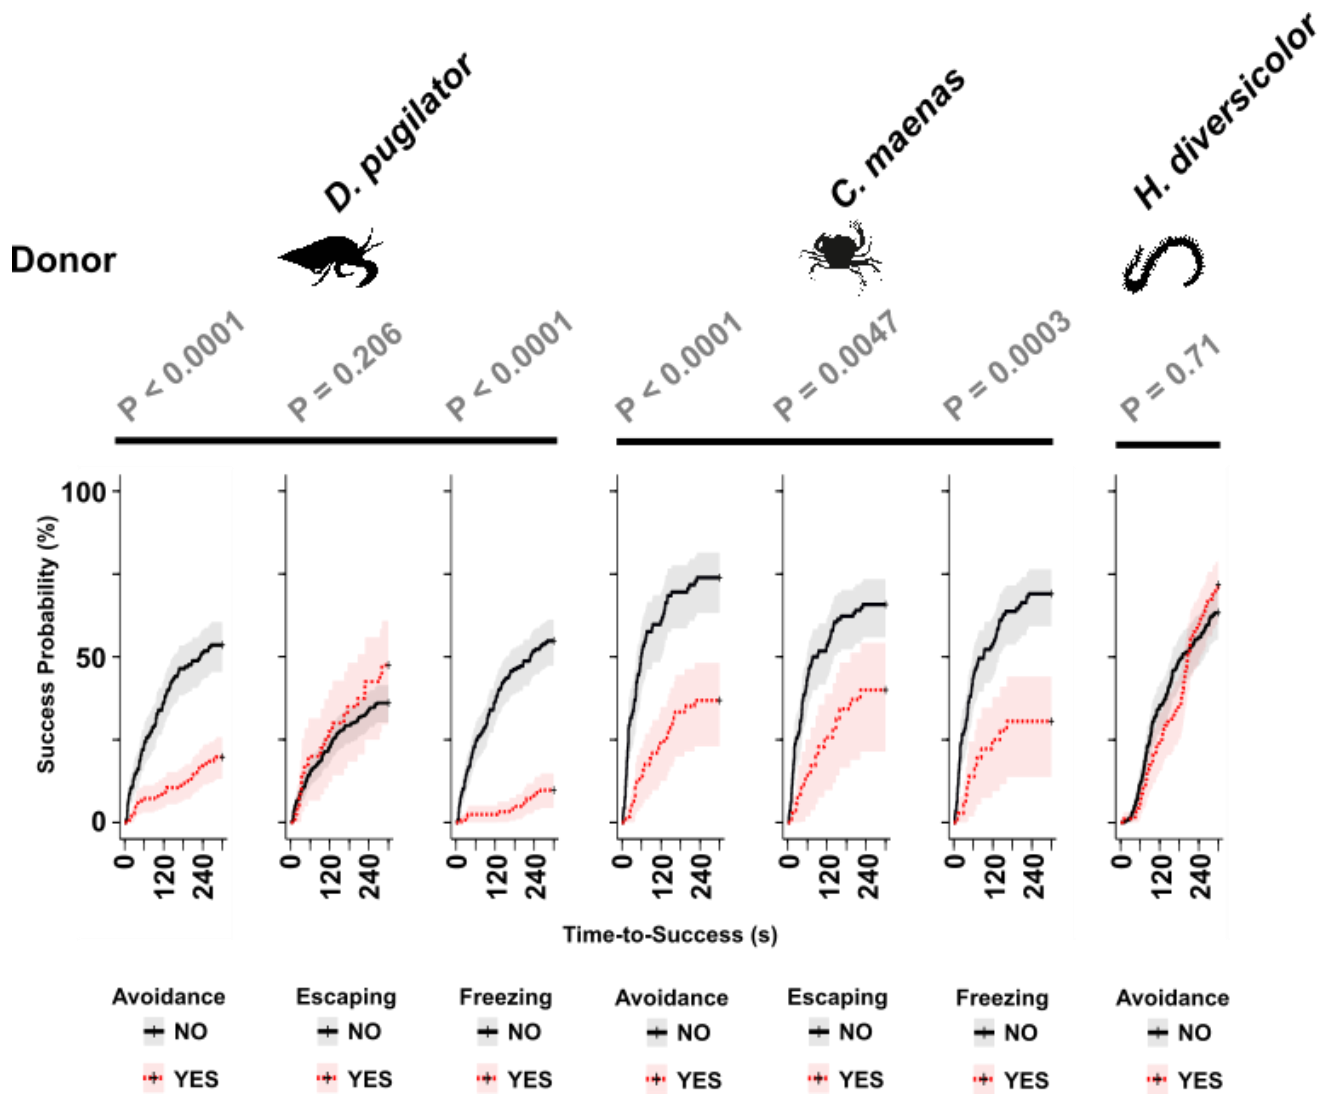 D. pugilator
C. maenas
H. diversicolor
Donor
P < 0.0001
P = 0.206
P < 0.0001
P < 0.0001
P = 0.0047
P = 0.0003
P = 0.71
Success Probability (%)
100
50
0
0 120 240
0 120 240
0 120 240
0 120 240
0 120 240
0 120 240
0 120 240
Time-to-Success (s)
Avoidance Escaping Freezing Avoidance Escaping Freezing Avoidance
NO NO NO NO NO NO NO
YES YES YES YES YES YES YES